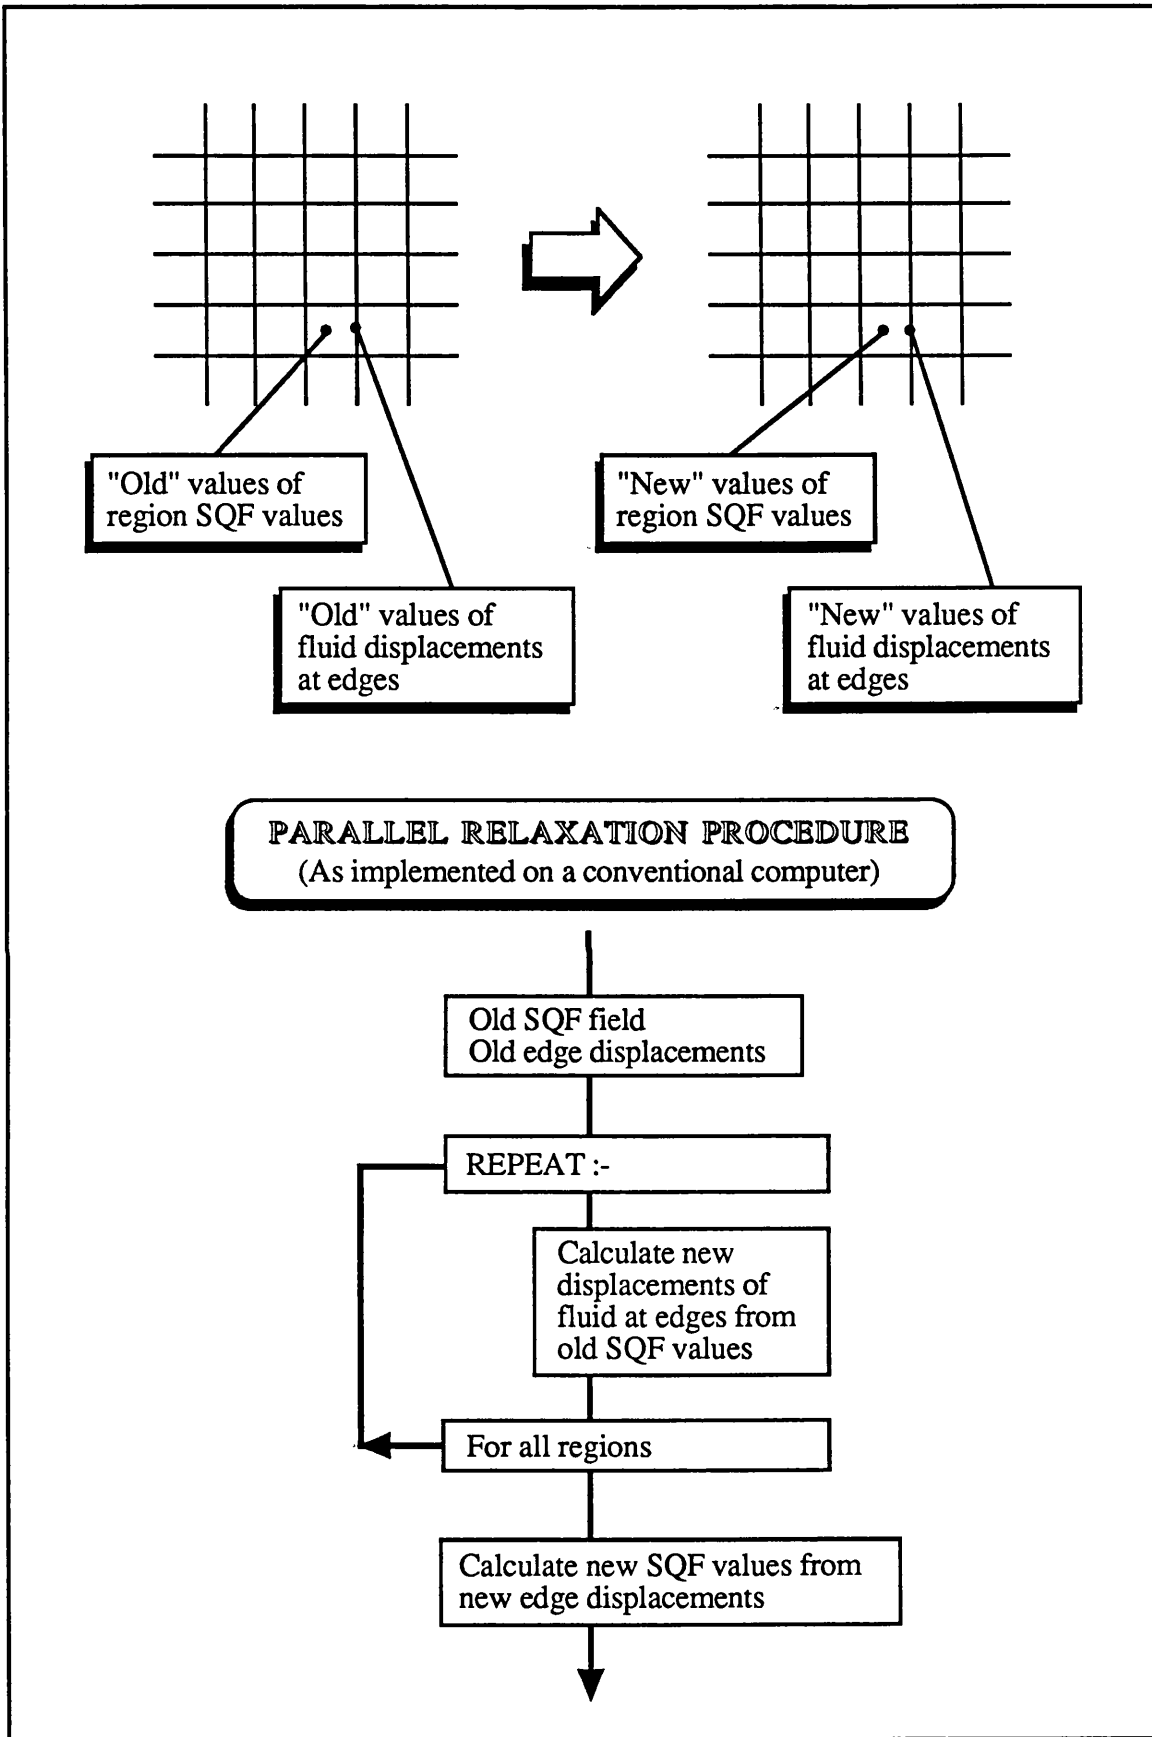 "Old" values of
region SQF values
"New" values of
region SQF values
"Old" values of
fluid displacements
at edges
"New" values of
fluid displacements
at edges
PARALLEL RELAXATION PROCEDURE
(As implemented on a conventional computer)
Old SQF field
Old edge displacements
REPEAT :-
Calculate new
displacements of
fluid at edges from
old SQF values
For all regions
Calculate new SQF values from
new edge displacements